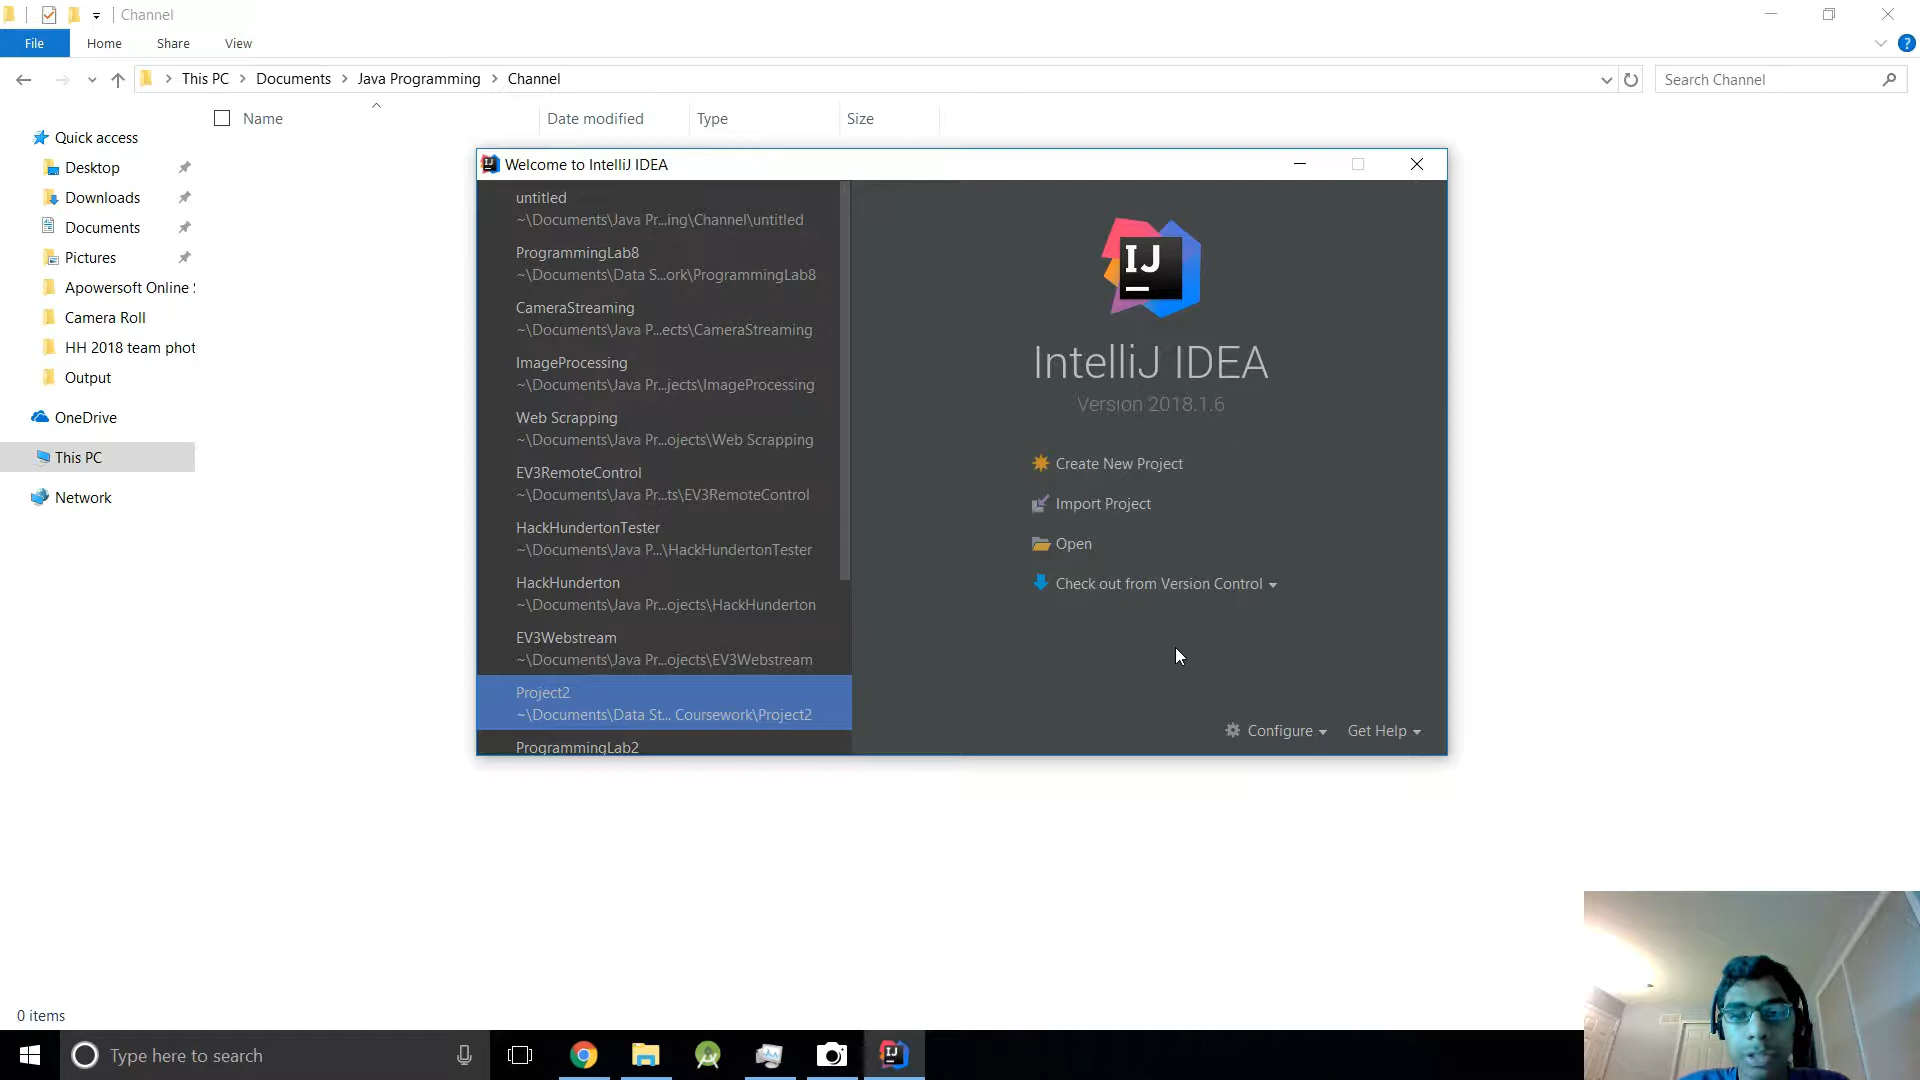 Channel
File Home Share View
This PC Documents Java Programming Channel
Search Channel
Name Date modified Type Size
Quick access
Desktop
Downloads
Documents
Pictures
Apowersoft Online
Camera Roll
HH 2018 team phot
Output
OneDrive
This PC
Network
Welcome to IntelliJ IDEA
untitled
~\Documents\Java Pr...ing\Channel\untitled
ProgrammingLab8
~\Documents\Data S...ork\ProgrammingLab8
CameraStreaming
~\Documents\Java P...ects\CameraStreaming
ImageProcessing
~\Documents\Java Pr...jects\ImageProcessing
Web Scrapping
~\Documents\Java Pr...ojects\Web Scrapping
EV3RemoteControl
~\Documents\Java Pr...ts\EV3RemoteControl
HackHundertonTester
~\Documents\Java P...\HackHundertonTester
HackHunderton
~\Documents\Java Pr...ojects\HackHunderton
EV3Webstream
~\Documents\Java Pr...ojects\EV3Webstream
Project2
~\Documents\Data St... Coursework\Project2
ProgrammingLab2
IJ
IntelliJ IDEA
Version 2018.1.6
Create New Project
Import Project
Open
Check out from Version Control
Configure Get Help
0 items
Type here to search